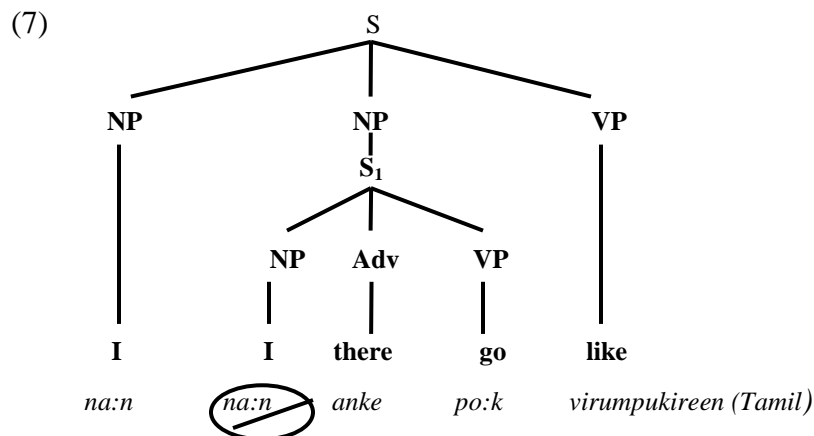 (7) S
NP NP VP
S₁
NP Adv VP
I I there go like
na:n na:n anke po:k virumpukireen (Tamil)